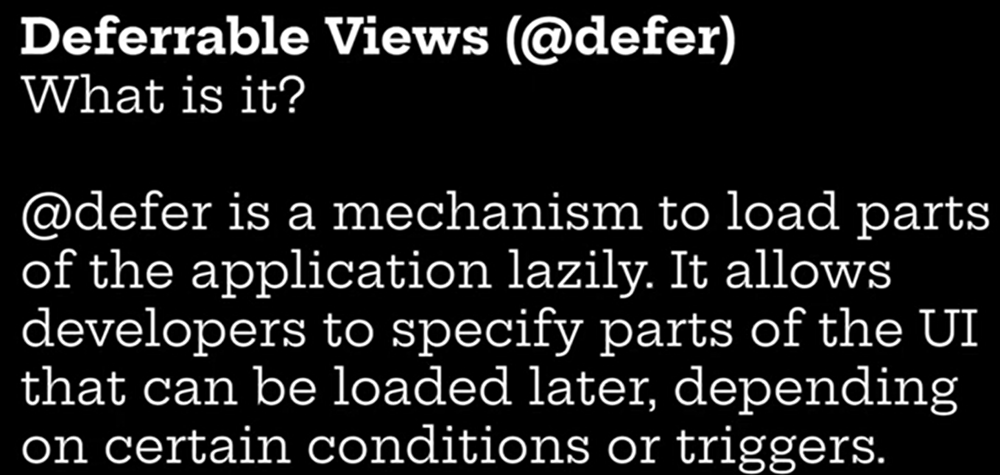 Deferrable Views (@defer)
What is it?
@defer is a mechanism to load parts
of the application lazily. It allows
developers to specify parts of the UI
that can be loaded later, depending
on certain conditions or triggers.